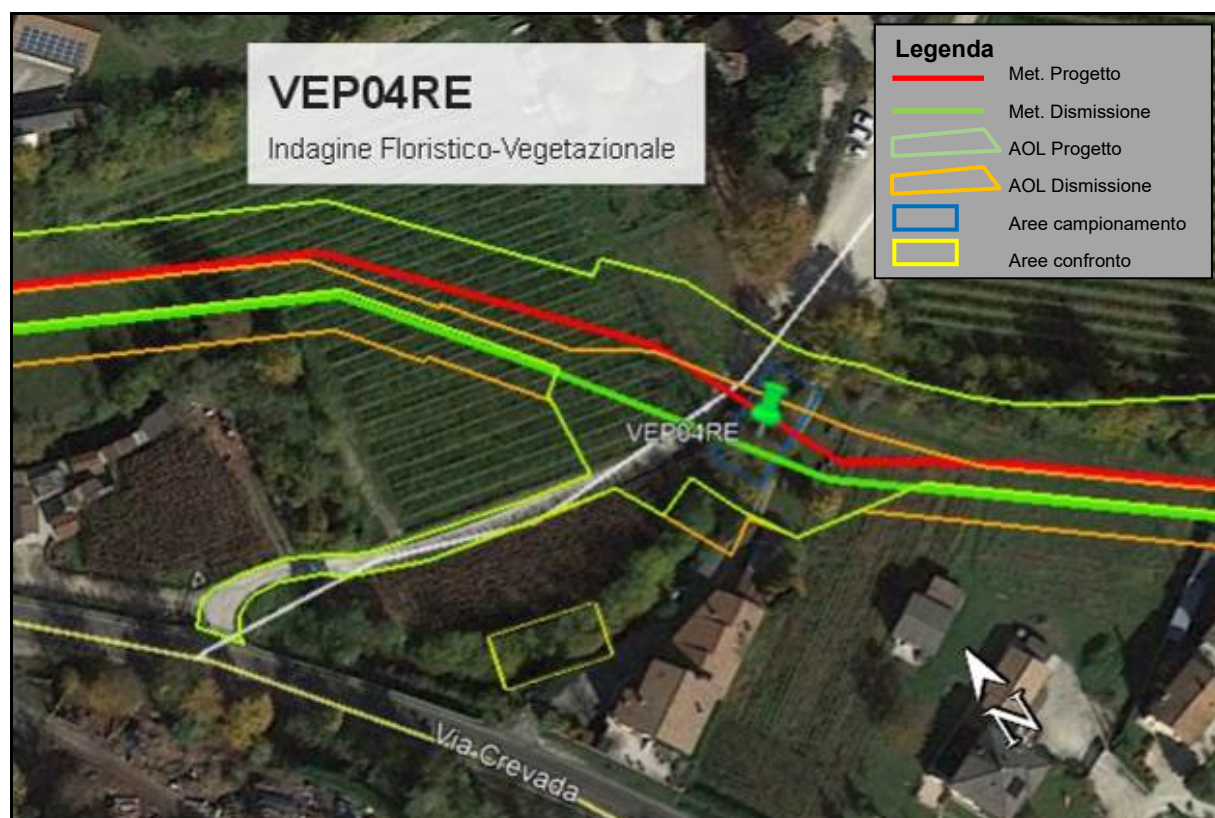 VEP04RE
Indagine Floristico-Vegetazionale
Legenda
Met. Progetto
Met. Dismissione
AOL Progetto
AOL Dismissione
Aree campionamento
Aree confronto
VEP04RE
Via Crevada
N